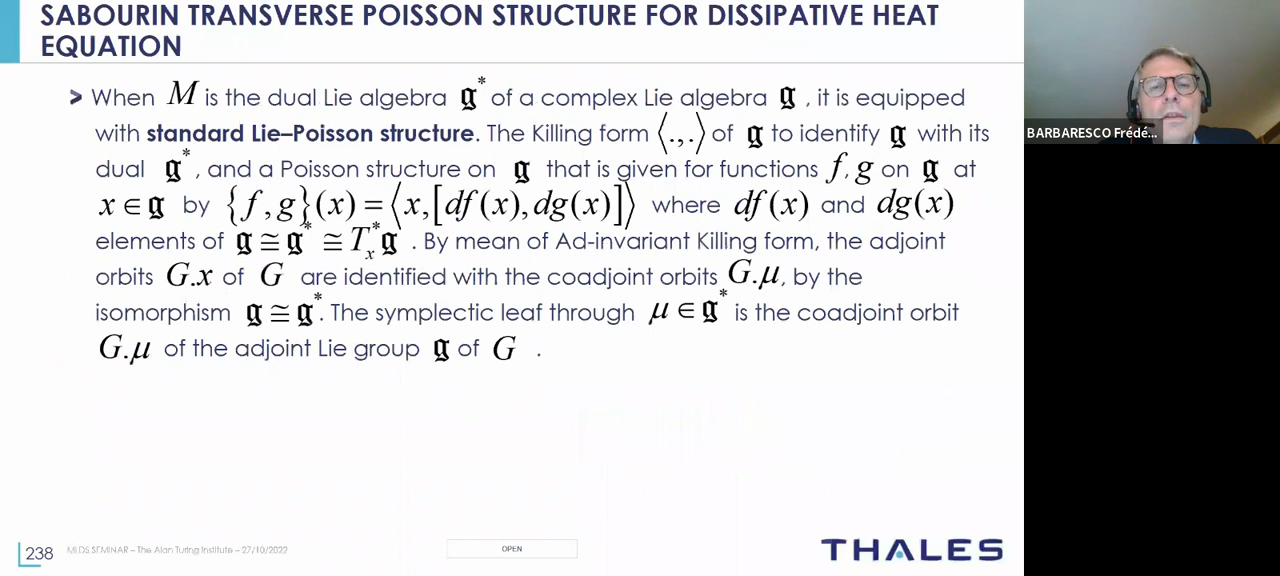 SABOURIN TRANSVERSE POISSON STRUCTURE FOR DISSIPATIVE HEAT
EQUATION
When M is the dual Lie algebra 𝔤* of a complex Lie algebra 𝔤 , it is equipped
with standard Lie–Poisson structure. The Killing form ⟨.,.⟩ of 𝔤 to identify 𝔤 with its
dual 𝔤*, and a Poisson structure on 𝔤 that is given for functions f, g on 𝔤 at
x ∈ 𝔤 by {f, g}(x) = ⟨x,[df(x), dg(x)]⟩ where df(x) and dg(x)
elements of 𝔤 ≅ 𝔤* ≅ Tₓ*𝔤 . By mean of Ad-invariant Killing form, the adjoint
orbits G.x of G are identified with the coadjoint orbits G.μ, by the
isomorphism 𝔤 ≅ 𝔤*. The symplectic leaf through μ ∈ 𝔤* is the coadjoint orbit
G.μ of the adjoint Lie group 𝔤 of G .
BARBARESCO Frédé...
238
MLDS SEMINAR – The Alan Turing Institute – 27/10/2022
OPEN
THALES